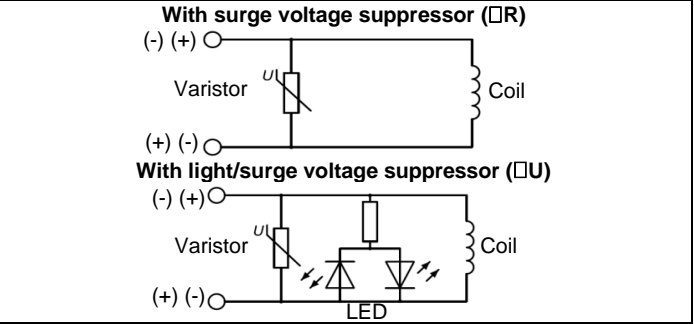 With surge voltage suppressor (□R)
(-) (+)
Varistor U Coil
(+) (-)
With light/surge voltage suppressor (□U)
(-) (+)
Varistor U Coil
(+) (-)
LED